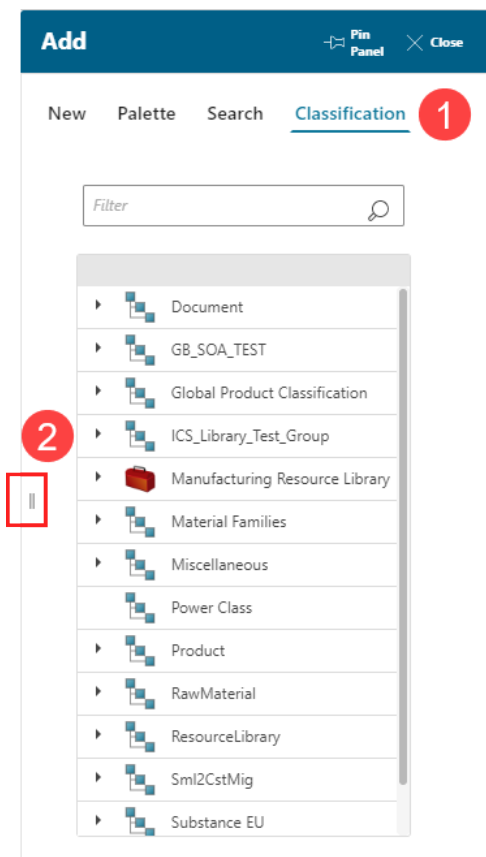 Add
Pin
Panel
Close
New Palette Search Classification
1
Filter
Document
GB_SOA_TEST
Global Product Classification
2
ICS_Library_Test_Group
Manufacturing Resource Library
Material Families
Miscellaneous
Power Class
Product
RawMaterial
ResourceLibrary
Sml2CstMig
Substance EU